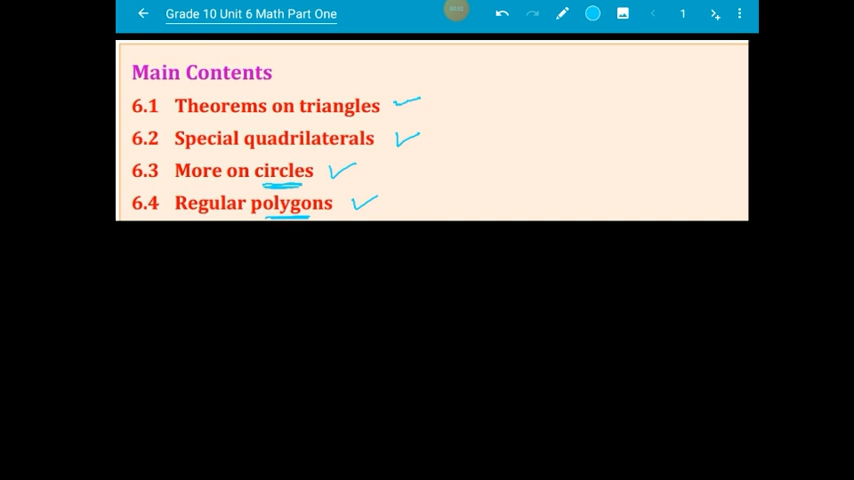 Grade 10 Unit 6 Math Part One
1
Main Contents
6.1 Theorems on triangles
6.2 Special quadrilaterals
6.3 More on circles
6.4 Regular polygons